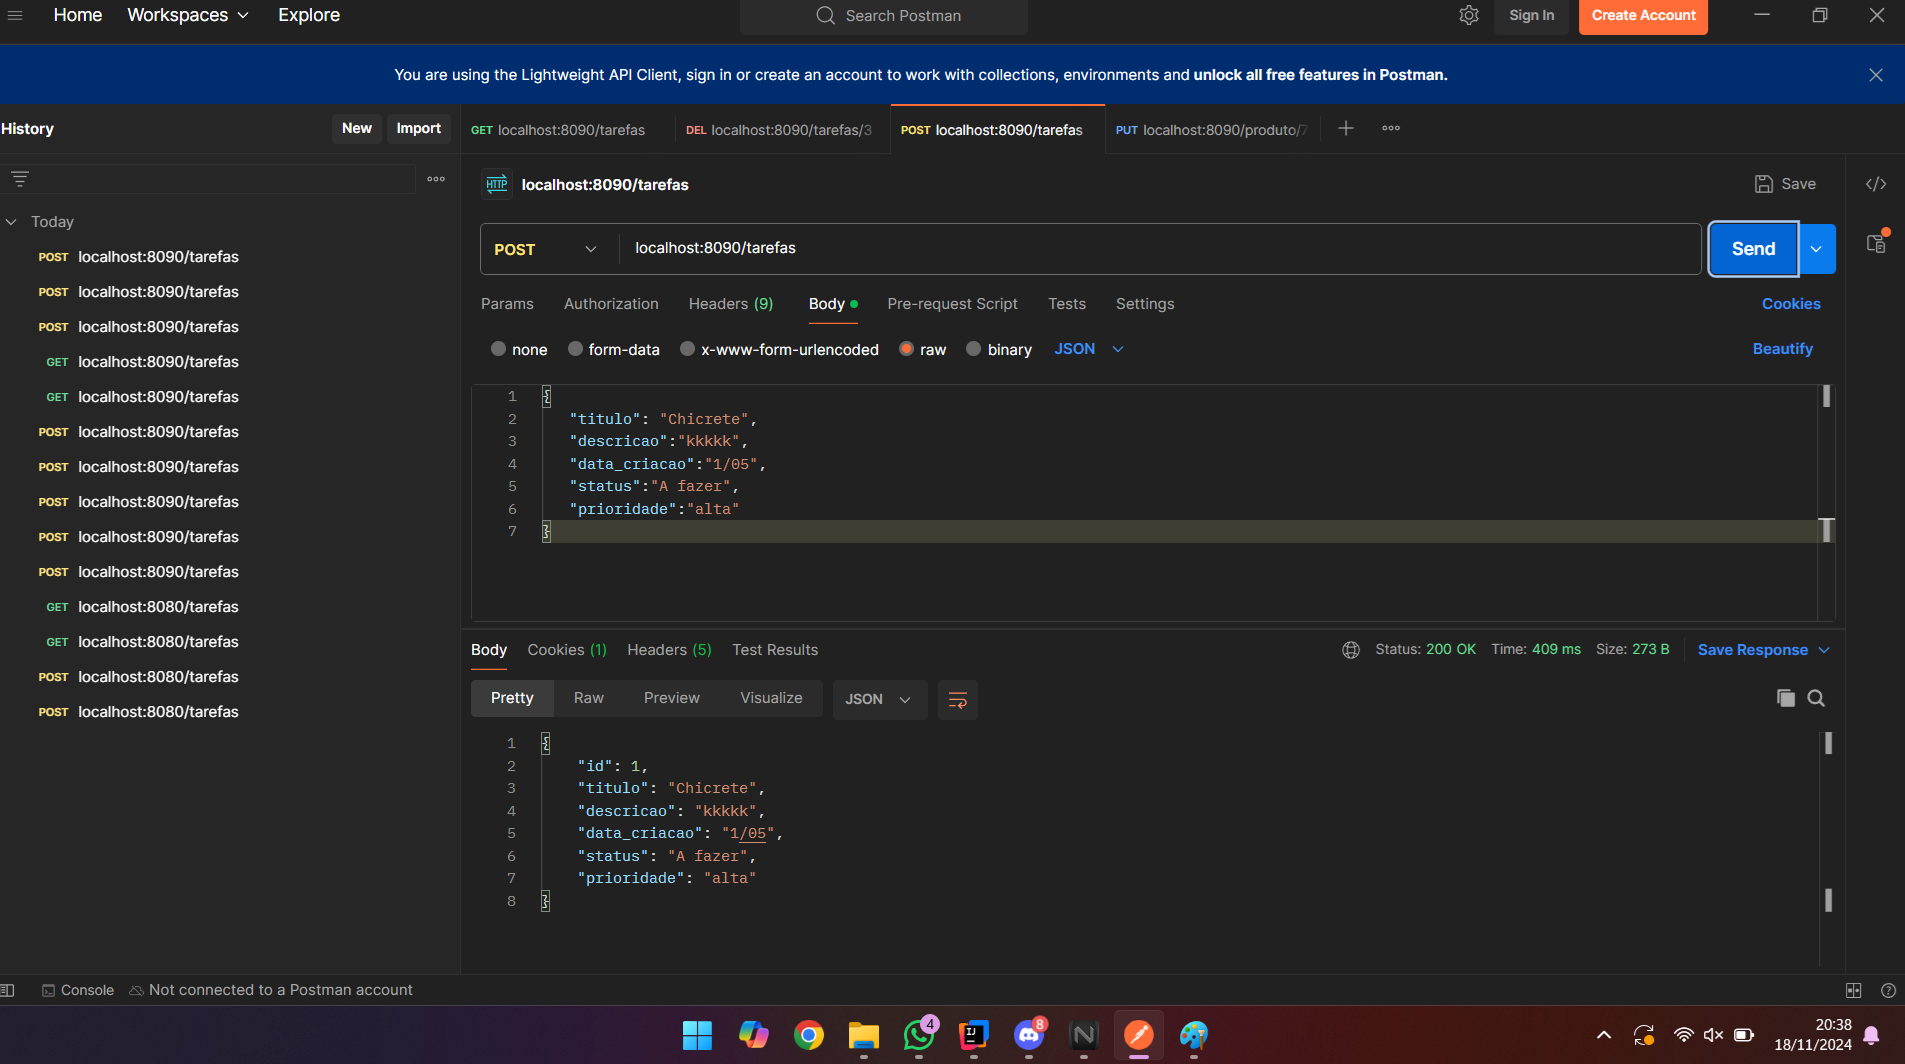 Home Workspaces Explore Search Postman Sign In Create Account
You are using the Lightweight API Client, sign in or create an account to work with collections, environments and unlock all free features in Postman.
History New Import
GET localhost:8090/tarefas DEL localhost:8090/tarefas/3 POST localhost:8090/tarefas PUT localhost:8090/produto/7
HTTP localhost:8090/tarefas Save
Today
POST localhost:8090/tarefas
POST localhost:8090/tarefas
POST localhost:8090/tarefas
GET localhost:8090/tarefas
GET localhost:8090/tarefas
POST localhost:8090/tarefas
POST localhost:8090/tarefas
POST localhost:8090/tarefas
POST localhost:8090/tarefas
POST localhost:8090/tarefas
GET localhost:8080/tarefas
GET localhost:8080/tarefas
POST localhost:8080/tarefas
POST localhost:8080/tarefas
POST localhost:8090/tarefas Send
Params Authorization Headers (9) Body Pre-request Script Tests Settings Cookies
none form-data x-www-form-urlencoded raw binary JSON Beautify
1 {
2 "titulo": "Chicrete",
3 "descricao":"kkkkk",
4 "data_criacao":"1/05",
5 "status":"A fazer",
6 "prioridade":"alta"
7 }
Body Cookies (1) Headers (5) Test Results Status: 200 OK Time: 409 ms Size: 273 B Save Response
Pretty Raw Preview Visualize JSON
1 {
2 "id": 1,
3 "titulo": "Chicrete",
4 "descricao": "kkkkk",
5 "data_criacao": "1/05",
6 "status": "A fazer",
7 "prioridade": "alta"
8 }
Console Not connected to a Postman account
4 IJ 8 N
20:38
18/11/2024